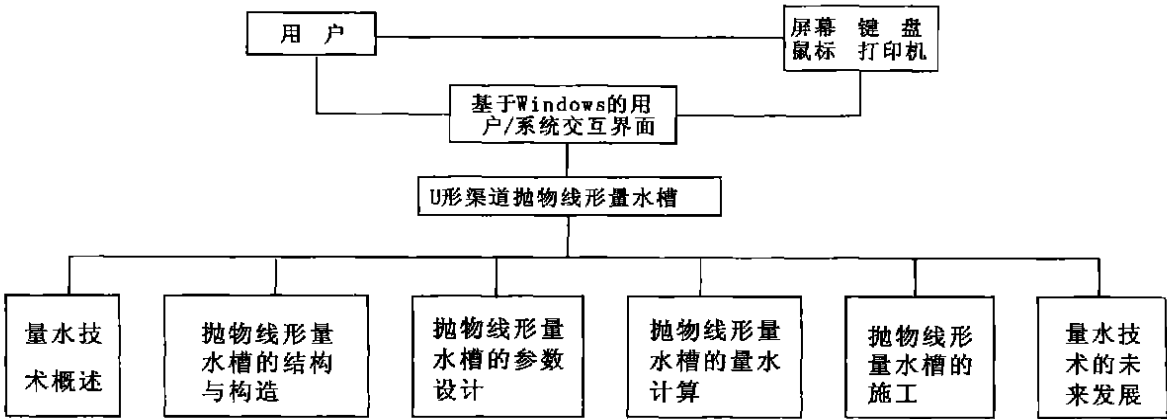 用 户
屏幕 键 盘
鼠标 打印机
基于Windows的用
户/系统交互界面
U形渠道抛物线形量水槽
量水技
术概述
抛物线形量
水槽的结构
与构造
抛物线形量
水槽的参数
设计
抛物线形量
水槽的量水
计算
抛物线形
量水槽的
施工
量水技
术的未
来发展